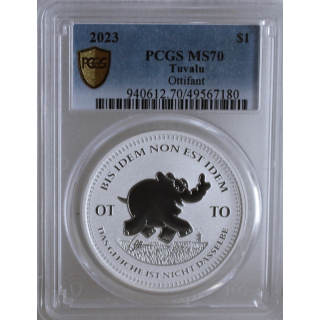 2023 $1
PCGS MS70
Tuvalu
Ottifant
940612.70/49567180
PCGS
BIS IDEM NON EST IDEM
OT TO
DAS GLEICHE IST NICHT DASSELBE